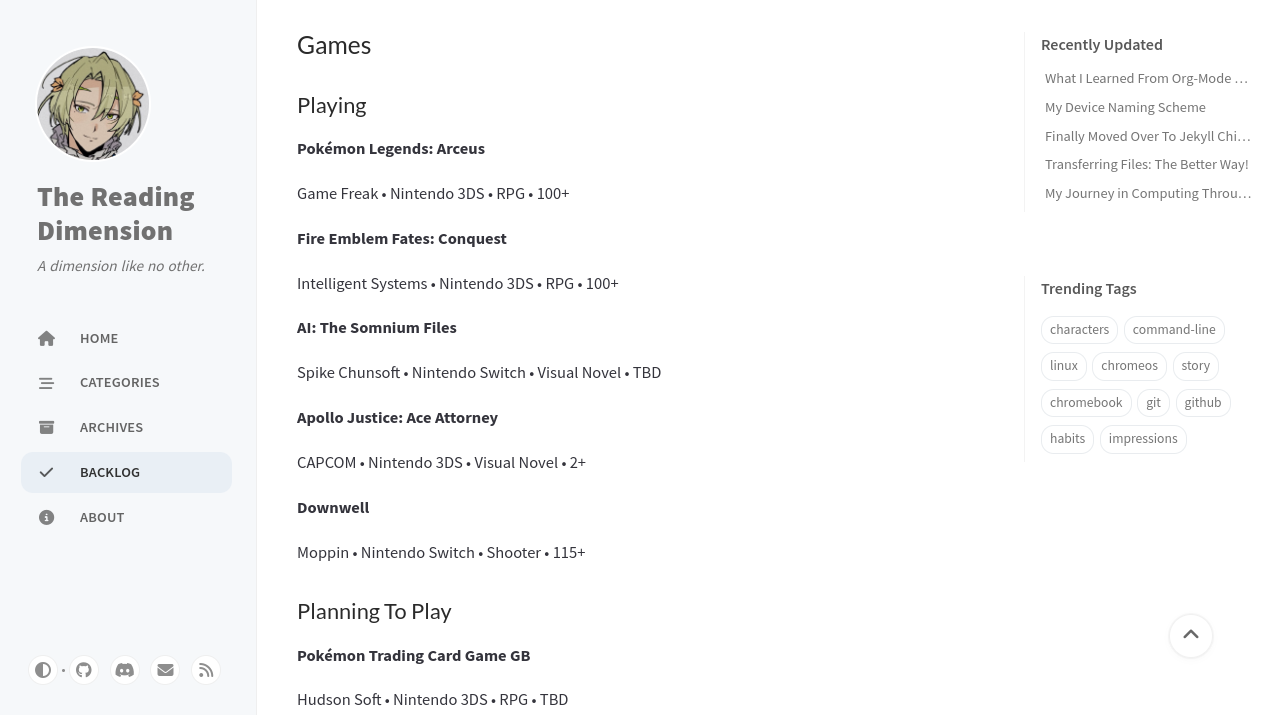 The Reading
Dimension
A dimension like no other.
HOME
CATEGORIES
ARCHIVES
BACKLOG
ABOUT
Games
Playing
Pokémon Legends: Arceus
Game Freak • Nintendo 3DS • RPG • 100+
Fire Emblem Fates: Conquest
Intelligent Systems • Nintendo 3DS • RPG • 100+
AI: The Somnium Files
Spike Chunsoft • Nintendo Switch • Visual Novel • TBD
Apollo Justice: Ace Attorney
CAPCOM • Nintendo 3DS • Visual Novel • 2+
Downwell
Moppin • Nintendo Switch • Shooter • 115+
Planning To Play
Pokémon Trading Card Game GB
Hudson Soft • Nintendo 3DS • RPG • TBD
Recently Updated
What I Learned From Org-Mode …
My Device Naming Scheme
Finally Moved Over To Jekyll Chi…
Transferring Files: The Better Way!
My Journey in Computing Throu…
Trending Tags
characters command-line
linux chromeos story
chromebook git github
habits impressions